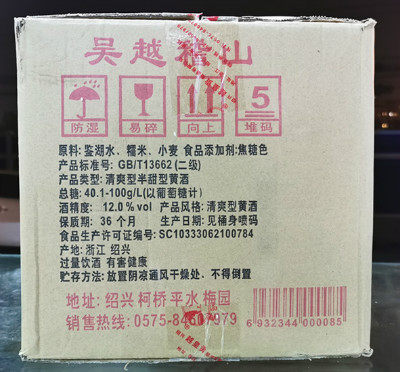 吴越稽山
防湿 易碎 向上 堆码
5
原料: 鉴湖水、糯米、小麦 食品添加剂:焦糖色
产品标准号: GB/T13662 (二级)
产品类型: 清爽型半甜型黄酒
总糖: 40.1-100g/L(以葡萄糖计)
酒精度: 12.0%vol 产品风格: 清爽型黄酒
保质期: 36个月 生产日期: 见桶身喷码
食品生产许可证编号: SC10333062100784
产地: 浙江 绍兴
过量饮酒 有害健康
贮存方法: 放置阴凉通风干燥处、不得倒置
地址: 绍兴 柯桥 平水 梅园
销售热线: 0575-84
7979
6 932344 000085